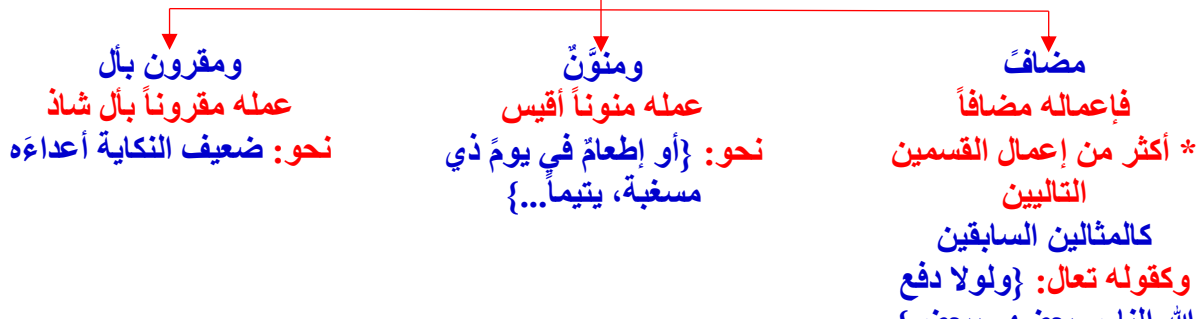 مضافً
فإعماله مضافاً
* أكثر من إعمال القسمين
التاليين
كالمثالين السابقين
وكقوله تعال: {ولولا دفع
ومنوَّنٌ
عمله منوناً أقيس
نحو: {أو إطعامٌ في يومً ذي
مسغبة، يتيماً...}
ومقرون بأل
عمله مقروناً بأل شاذ
نحو: ضعيف النكاية أعداءَه